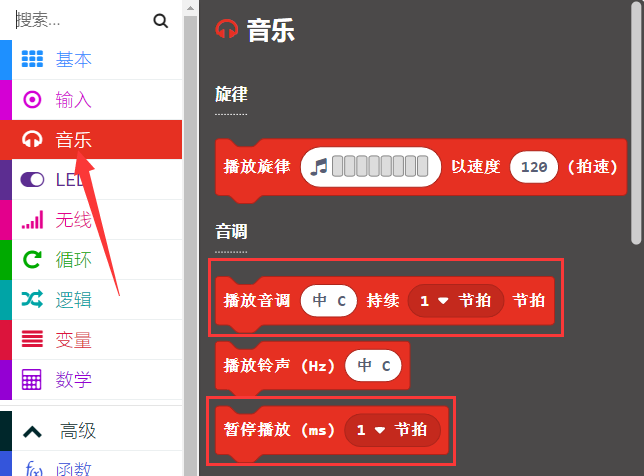 搜索...
基本
输入
音乐
LED
无线
循环
逻辑
变量
数学
高级
函数
音乐
旋律
播放旋律 以速度 120 (拍速)
音调
播放音调 中 C 持续 1 节拍 节拍
播放铃声 (Hz) 中 C
暂停播放 (ms) 1 节拍